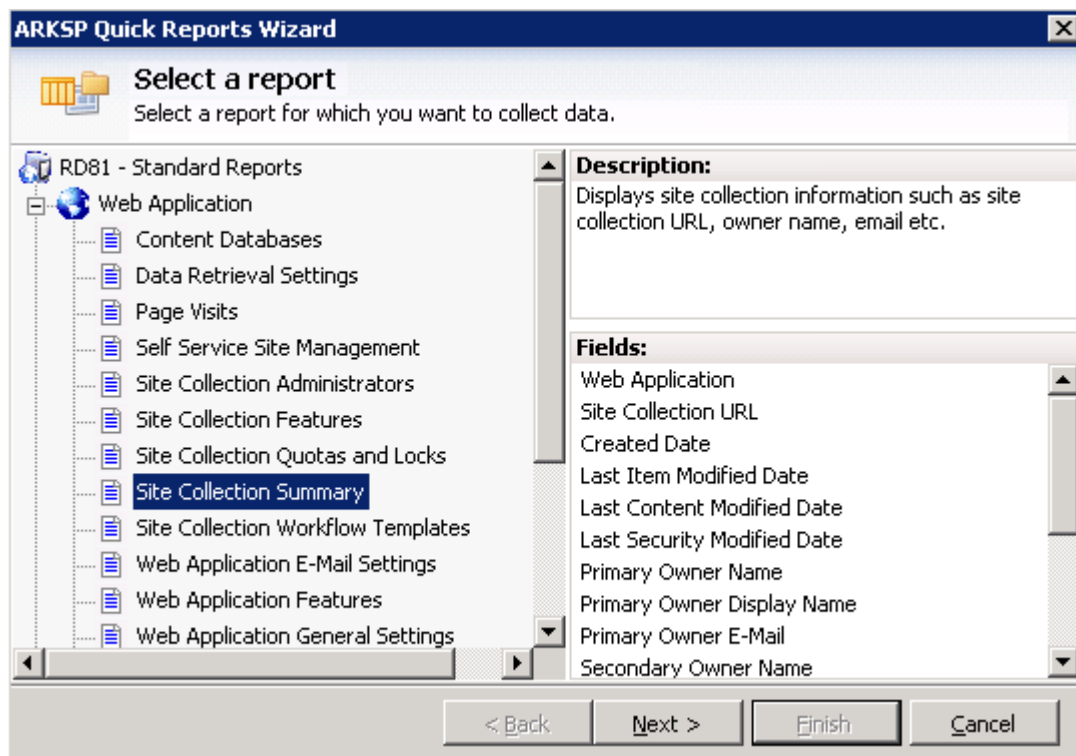 ARKSP Quick Reports Wizard
Select a report
Select a report for which you want to collect data.
RD81 - Standard Reports
Web Application
Content Databases
Data Retrieval Settings
Page Visits
Self Service Site Management
Site Collection Administrators
Site Collection Features
Site Collection Quotas and Locks
Site Collection Summary
Site Collection Workflow Templates
Web Application E-Mail Settings
Web Application Features
Web Application General Settings
Description:
Displays site collection information such as site
collection URL, owner name, email etc.
Fields:
Web Application
Site Collection URL
Created Date
Last Item Modified Date
Last Content Modified Date
Last Security Modified Date
Primary Owner Name
Primary Owner Display Name
Primary Owner E-Mail
Secondary Owner Name
< Back
Next >
Finish
Cancel